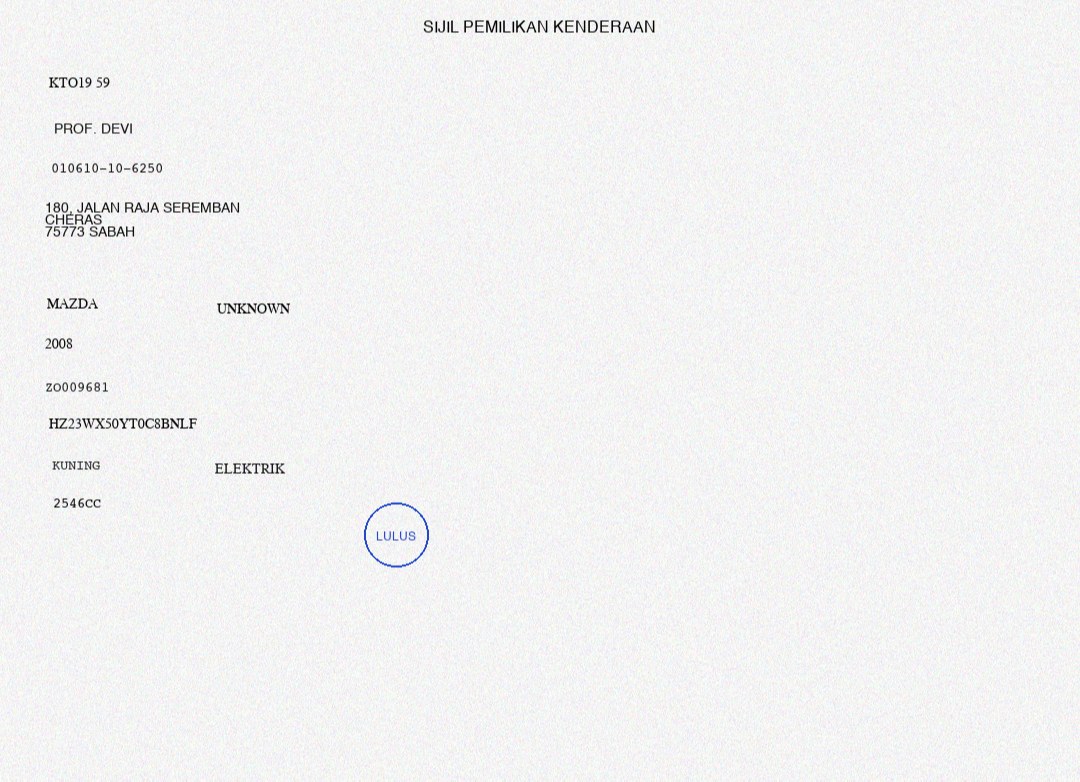 SIJIL PEMILIKAN KENDERAAN
KTO19 59
PROF. DEVI
010610-10-6250
180, JALAN RAJA SEREMBAN
CHERAS
75773 SABAH
MAZDA UNKNOWN
2008
ZO009681
HZ23WX50YT0C8BNLF
KUNING ELEKTRIK
2546CC
LULUS